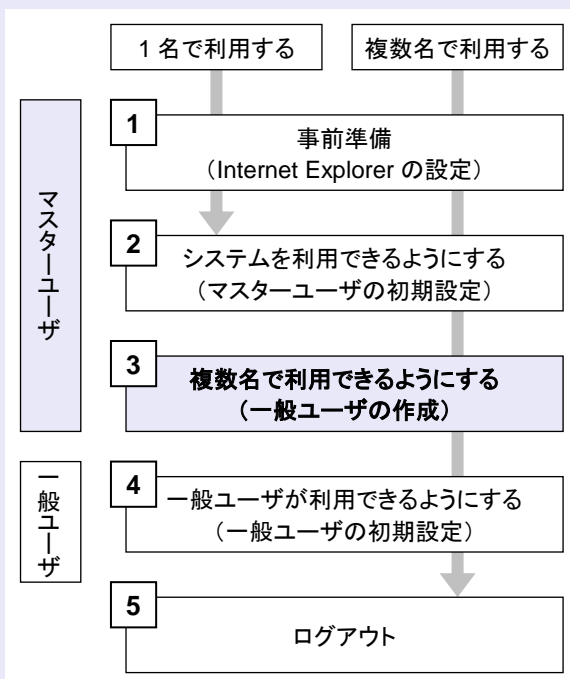 1 名で利用する
複数名で利用する
マスターユーザ
1
事前準備
（Internet Explorer の設定）
2
システムを利用できるようにする
（マスターユーザの初期設定）
3
複数名で利用できるようにする
（一般ユーザの作成）
一般ユーザ
4
一般ユーザが利用できるようにする
（一般ユーザの初期設定）
5
ログアウト